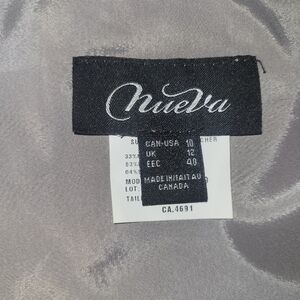 nueva
CAN-USA 10
UK 12
EEC 40
MADE IN/FAIT AU
CANADA
CA.4691